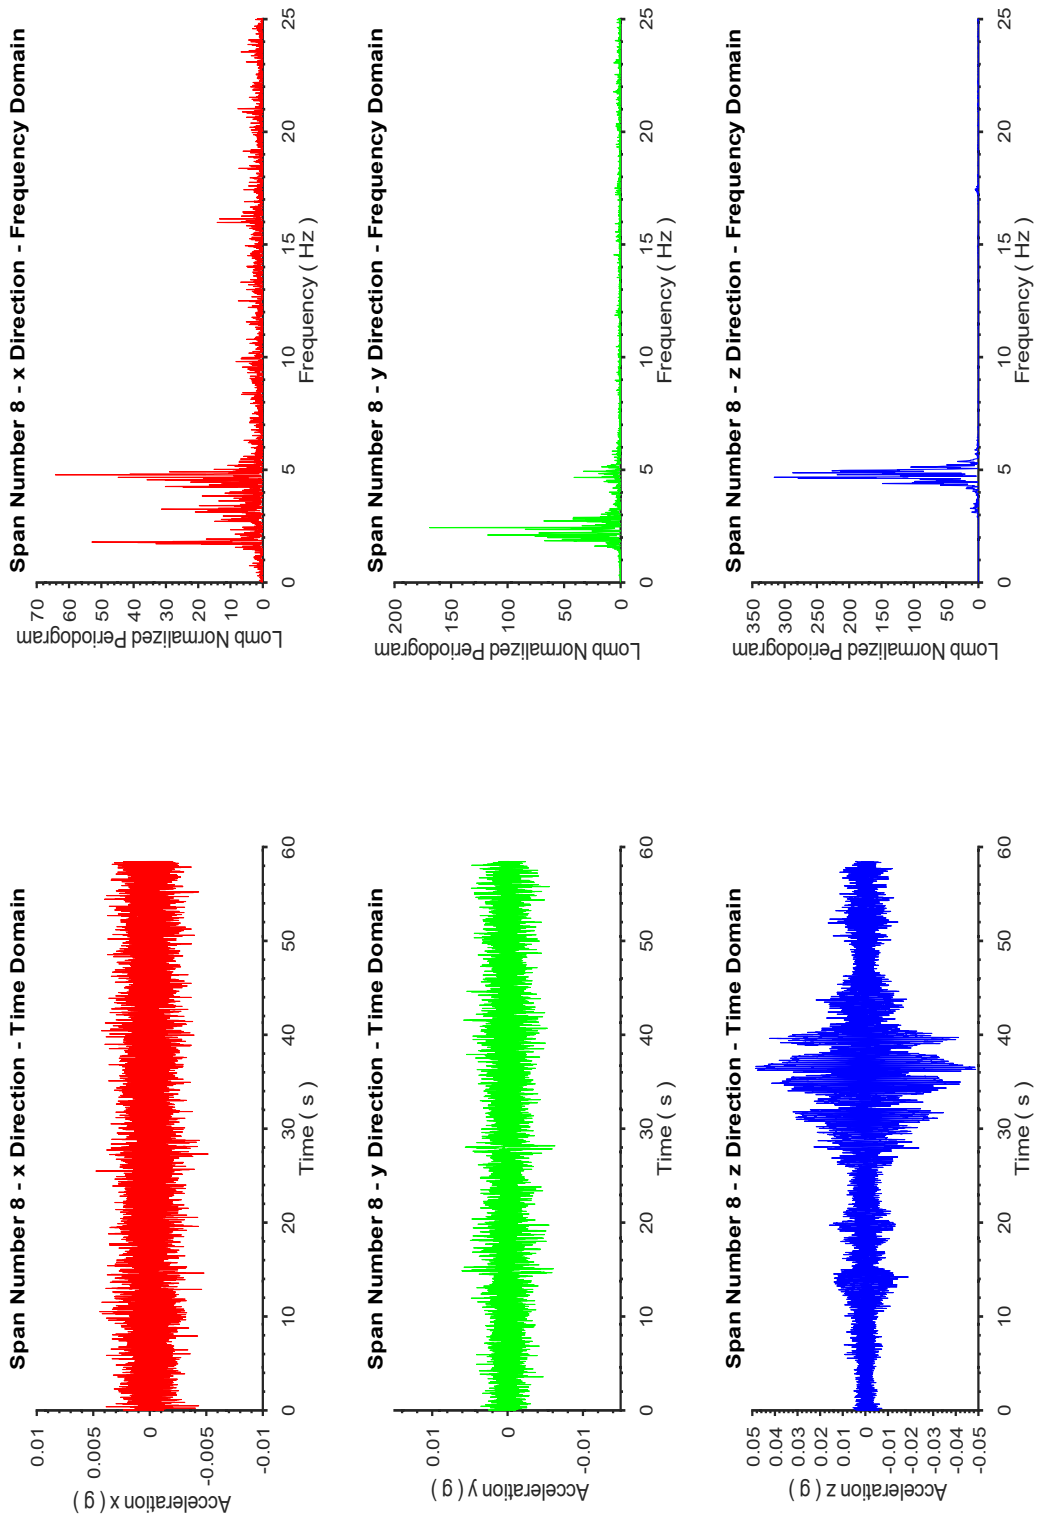 Span Number 8 - x Direction - Time Domain
Acceleration x ( g )
0.01
0.005
0
-0.005
-0.01
0 10 20 30 40 50 60
Time ( s )
Span Number 8 - x Direction - Frequency Domain
Lomb Normalized Periodogram
70
60
50
40
30
20
10
0
0 5 10 15 20 25
Frequency ( Hz )
Span Number 8 - y Direction - Time Domain
Acceleration y ( g )
0.01
0
-0.01
0 10 20 30 40 50 60
Time ( s )
Span Number 8 - y Direction - Frequency Domain
Lomb Normalized Periodogram
200
150
100
50
0
0 5 10 15 20 25
Frequency ( Hz )
Span Number 8 - z Direction - Time Domain
Acceleration z ( g )
0.05
0.04
0.03
0.02
0.01
0
-0.01
-0.02
-0.03
-0.04
-0.05
0 10 20 30 40 50 60
Time ( s )
Span Number 8 - z Direction - Frequency Domain
Lomb Normalized Periodogram
350
300
250
200
150
100
50
0
0 5 10 15 20 25
Frequency ( Hz )